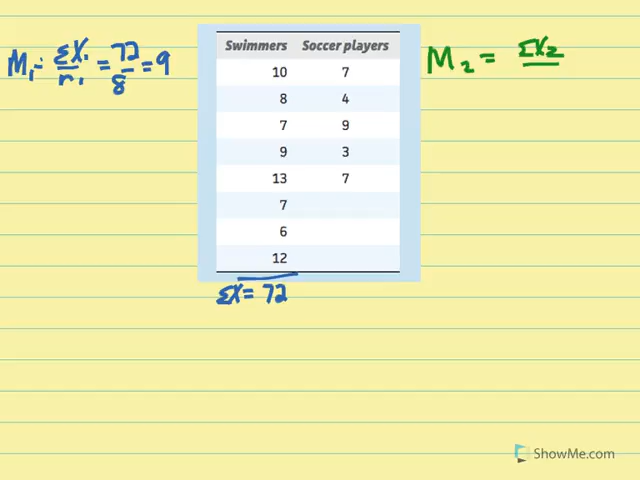 M₁ = ΣX₁ / n₁ = 72 / 8 = 9
Swimmers Soccer players
10 7
8 4
7 9
9 3
13 7
7
6
12
ΣX = 72
M₂ = ΣX₂
ShowMe.com